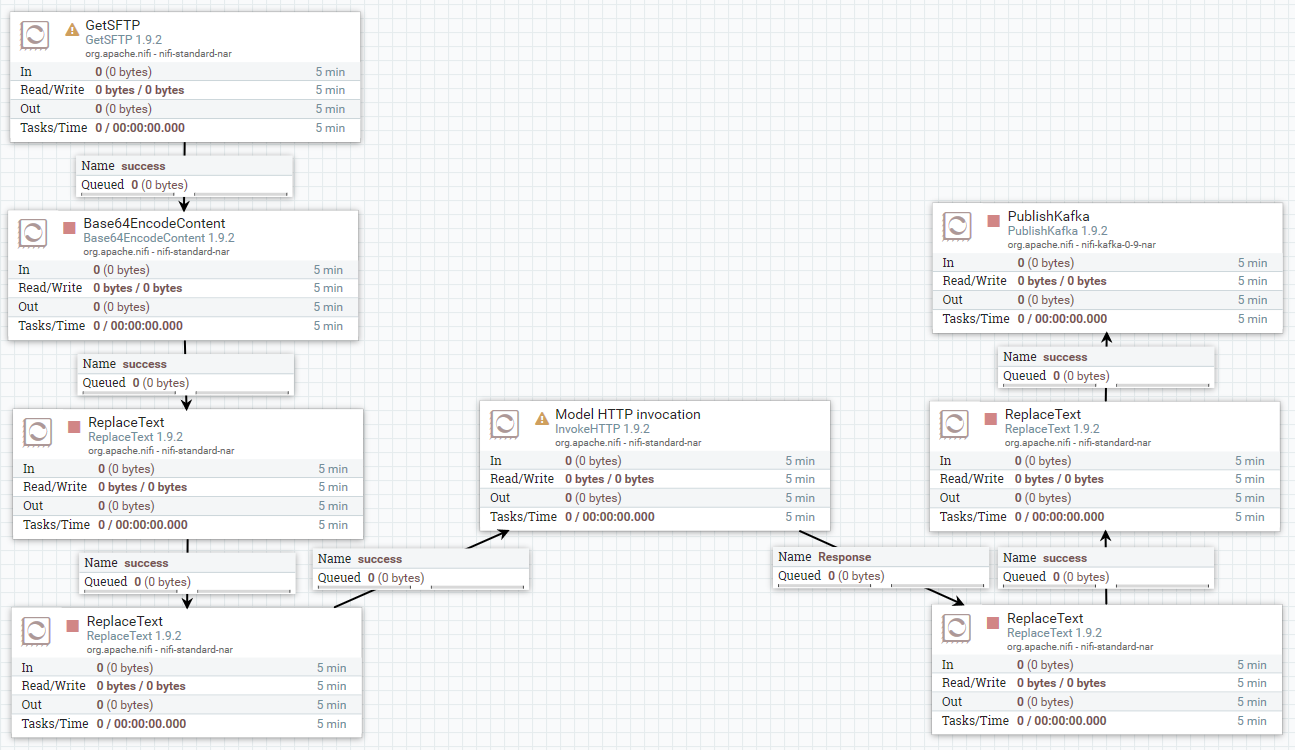 GetSFTP
GetSFTP 1.9.2
org.apache.nifi - nifi-standard-nar
In 0 (0 bytes) 5 min
Read/Write 0 bytes / 0 bytes 5 min
Out 0 (0 bytes) 5 min
Tasks/Time 0 / 00:00:00.000 5 min
Name success
Queued 0 (0 bytes)
Base64EncodeContent
Base64EncodeContent 1.9.2
org.apache.nifi - nifi-standard-nar
In 0 (0 bytes) 5 min
Read/Write 0 bytes / 0 bytes 5 min
Out 0 (0 bytes) 5 min
Tasks/Time 0 / 00:00:00.000 5 min
Name success
Queued 0 (0 bytes)
ReplaceText
ReplaceText 1.9.2
org.apache.nifi - nifi-standard-nar
In 0 (0 bytes) 5 min
Read/Write 0 bytes / 0 bytes 5 min
Out 0 (0 bytes) 5 min
Tasks/Time 0 / 00:00:00.000 5 min
Name success
Queued 0 (0 bytes)
ReplaceText
ReplaceText 1.9.2
org.apache.nifi - nifi-standard-nar
In 0 (0 bytes) 5 min
Read/Write 0 bytes / 0 bytes 5 min
Out 0 (0 bytes) 5 min
Tasks/Time 0 / 00:00:00.000 5 min
Name success
Queued 0 (0 bytes)
Model HTTP invocation
InvokeHTTP 1.9.2
org.apache.nifi - nifi-standard-nar
In 0 (0 bytes) 5 min
Read/Write 0 bytes / 0 bytes 5 min
Out 0 (0 bytes) 5 min
Tasks/Time 0 / 00:00:00.000 5 min
Name Response
Queued 0 (0 bytes)
ReplaceText
ReplaceText 1.9.2
org.apache.nifi - nifi-standard-nar
In 0 (0 bytes) 5 min
Read/Write 0 bytes / 0 bytes 5 min
Out 0 (0 bytes) 5 min
Tasks/Time 0 / 00:00:00.000 5 min
Name success
Queued 0 (0 bytes)
ReplaceText
ReplaceText 1.9.2
org.apache.nifi - nifi-standard-nar
In 0 (0 bytes) 5 min
Read/Write 0 bytes / 0 bytes 5 min
Out 0 (0 bytes) 5 min
Tasks/Time 0 / 00:00:00.000 5 min
Name success
Queued 0 (0 bytes)
PublishKafka
PublishKafka 1.9.2
org.apache.nifi - nifi-kafka-0-9-nar
In 0 (0 bytes) 5 min
Read/Write 0 bytes / 0 bytes 5 min
Out 0 (0 bytes) 5 min
Tasks/Time 0 / 00:00:00.000 5 min